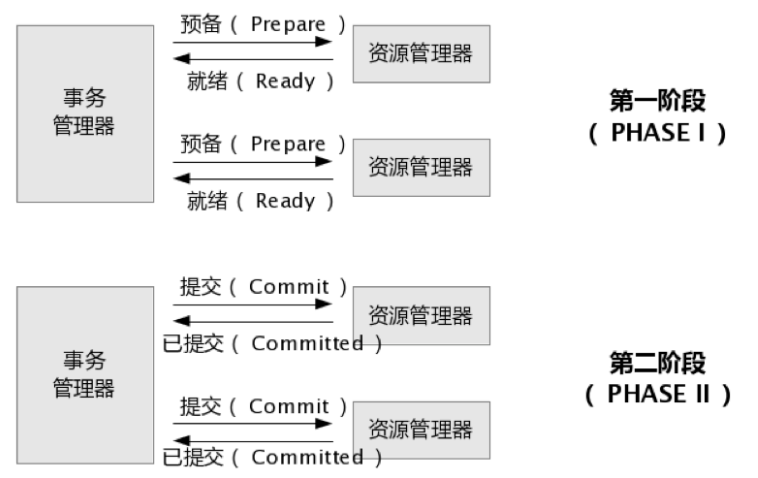 预备（ Prepare ）
事务
管理器
资源管理器
就绪（ Ready ）
第一阶段
（ PHASE I ）
预备（ Prepare ）
资源管理器
就绪（ Ready ）
提交（ Commit ）
事务
管理器
资源管理器
已提交（ Committed ）
第二阶段
（ PHASE II ）
提交（ Commit ）
资源管理器
已提交（ Committed ）